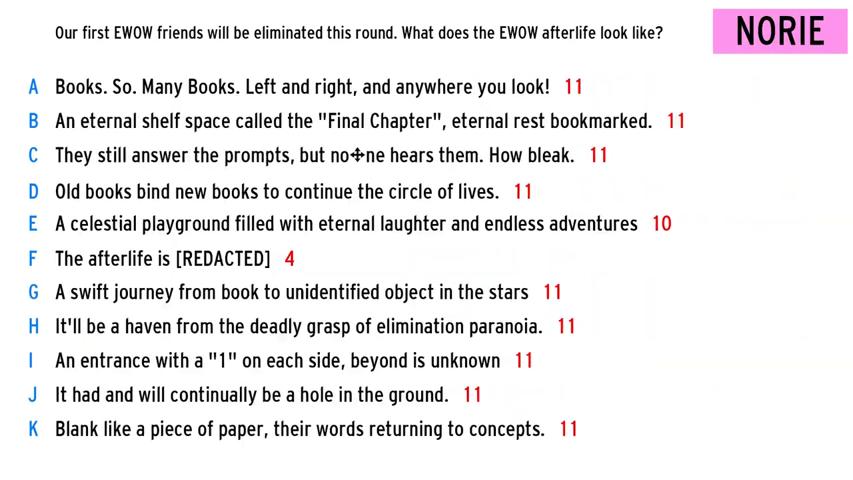 Our first EWOW friends will be eliminated this round. What does the EWOW afterlife look like?
NORIE
A Books. So. Many Books. Left and right, and anywhere you look! 11
B An eternal shelf space called the "Final Chapter", eternal rest bookmarked. 11
C They still answer the prompts, but no✢ne hears them. How bleak. 11
D Old books bind new books to continue the circle of lives. 11
E A celestial playground filled with eternal laughter and endless adventures 10
F The afterlife is [REDACTED] 4
G A swift journey from book to unidentified object in the stars 11
H It'll be a haven from the deadly grasp of elimination paranoia. 11
I An entrance with a "1" on each side, beyond is unknown 11
J It had and will continually be a hole in the ground. 11
K Blank like a piece of paper, their words returning to concepts. 11